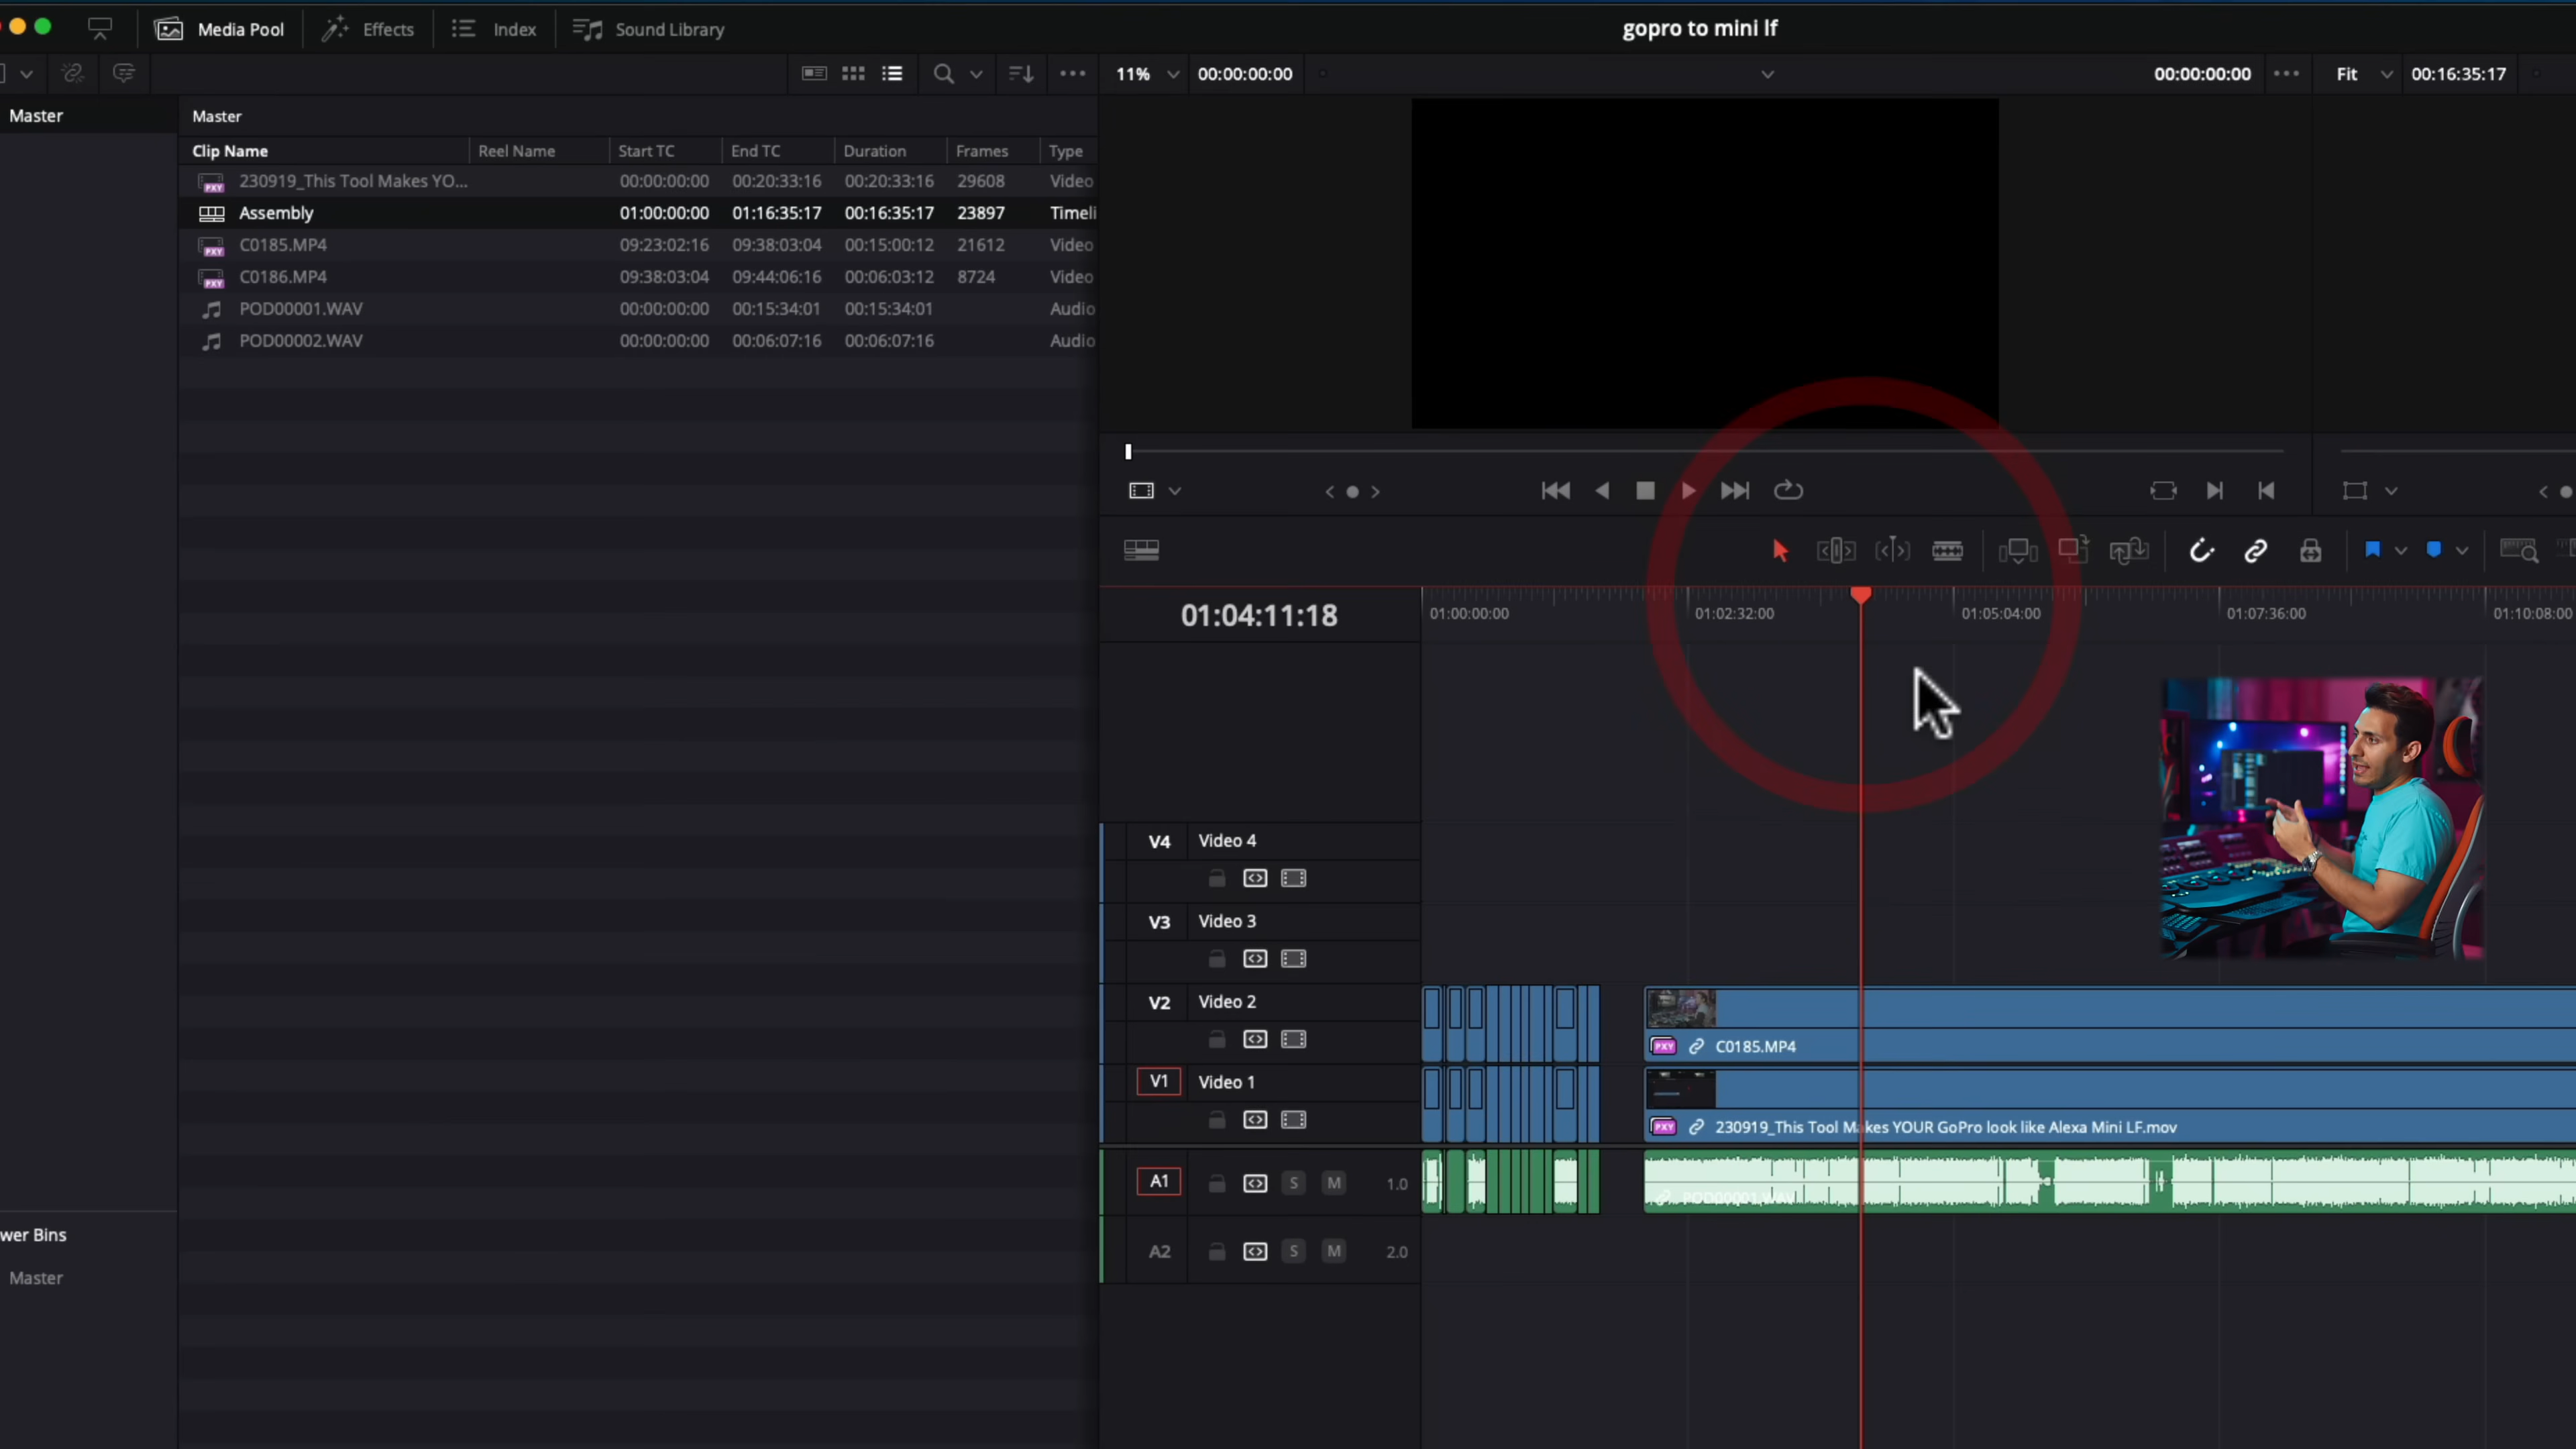 Media Pool Effects Index Sound Library gopro to mini lf
11% 00:00:00:00 00:00:00:00 Fit 00:16:35:17
Master Master
Clip Name Reel Name Start TC End TC Duration Frames Type
PXY 230919_This Tool Makes YO... 00:00:00:00 00:20:33:16 00:20:33:16 29608 Video
Assembly 01:00:00:00 01:16:35:17 00:16:35:17 23897 Timeli
PXY C0185.MP4 09:23:02:16 09:38:03:04 00:15:00:12 21612 Video
PXY C0186.MP4 09:38:03:04 09:44:06:16 00:06:03:12 8724 Video
POD00001.WAV 00:00:00:00 00:15:34:01 00:15:34:01 Audio
POD00002.WAV 00:00:00:00 00:06:07:16 00:06:07:16 Audio
01:04:11:18 01:00:00:00 01:02:32:00 01:05:04:00 01:07:36:00 01:10:08:00
V4 Video 4
V3 Video 3
V2 Video 2
PXY C0185.MP4
V1 Video 1
PXY 230919_This Tool Makes YOUR GoPro look like Alexa Mini LF.mov
A1 S M 1.0
POD00001.WAV
A2 S M 2.0
wer Bins
Master